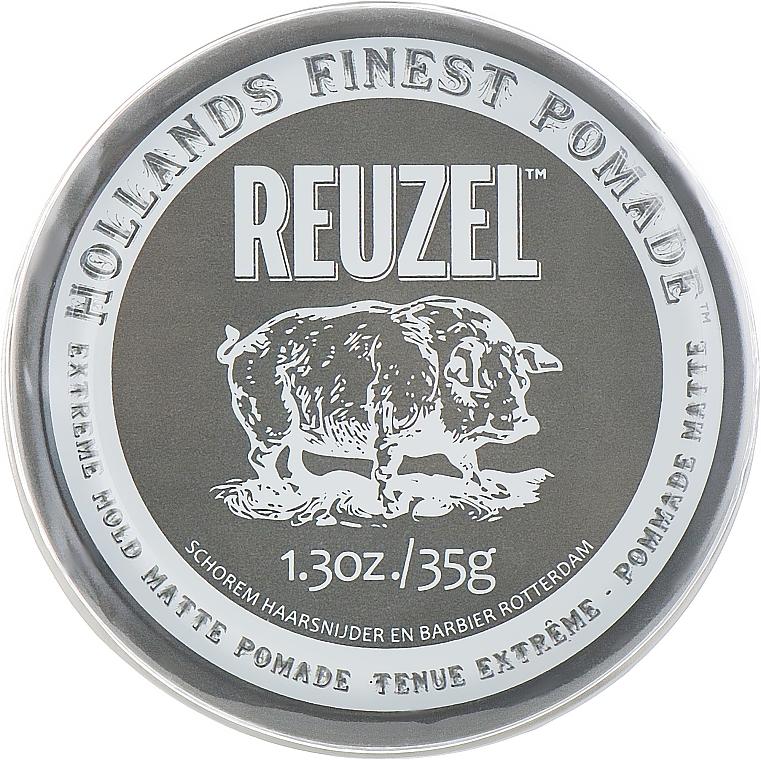 HOLLANDS FINEST POMADE™
REUZEL™
1.3oz./35g
SCHOREM HAARSNIJDER EN BARBIER ROTTERDAM
EXTREME HOLD MATTE POMADE TENUE EXTRÊME - POMMADE MATTE